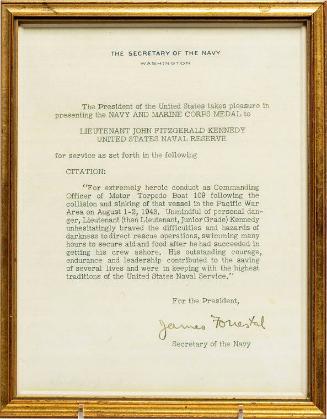 THE SECRETARY OF THE NAVY
WASHINGTON
The President of the United States takes pleasure in
presenting the NAVY AND MARINE CORPS MEDAL to
LIEUTENANT JOHN FITZGERALD KENNEDY
UNITED STATES NAVAL RESERVE
for service as set forth in the following
CITATION:
"For extremely heroic conduct as Commanding
Officer of Motor Torpedo Boat 109 following the
collision and sinking of that vessel in the Pacific War
Area on August 1-2, 1943. Unmindful of personal dan-
ger, Lieutenant (then Lieutenant, Junior Grade) Kennedy
unhesitatingly braved the difficulties and hazards of
darkness to direct rescue operations, swimming many
hours to secure aid and food after he had succeeded in
getting his crew ashore. His outstanding courage,
endurance and leadership contributed to the saving
of several lives and were in keeping with the highest
traditions of the United States Naval Service."
For the President,
James Forrestal
Secretary of the Navy